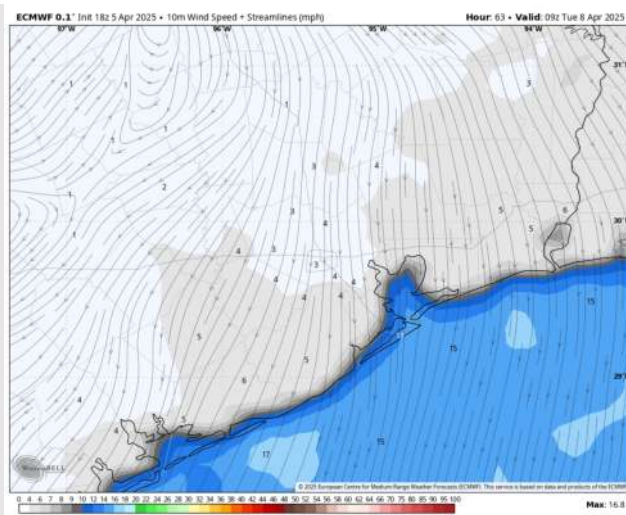 ECMWF 0.1° Init 18z 5 Apr 2025 • 10m Wind Speed + Streamlines (mph) Hour: 63 • Valid: 09z Tue 8 Apr 2025
97°W 96°W 95°W 94°W
31°
1 1 1 3
1
3 4
1 2
3 5 6
1 4 5 30°
4 3
3 4
4 4
4 4
15
5
5 15
29°
6
4
5
4
17 15
WeatherBELL
© 2025 European Centre for Medium-Range Weather Forecasts (ECMWF). This service is based on data and products of the ECMWF.
0 4 6 7 8 9 10 12 14 16 18 20 22 24 26 28 30 32 34 36 38 40 42 44 46 48 50 52 54 56 58 60 62 64 66 68 70 75 80 85 90 95 100
Max: 16.8